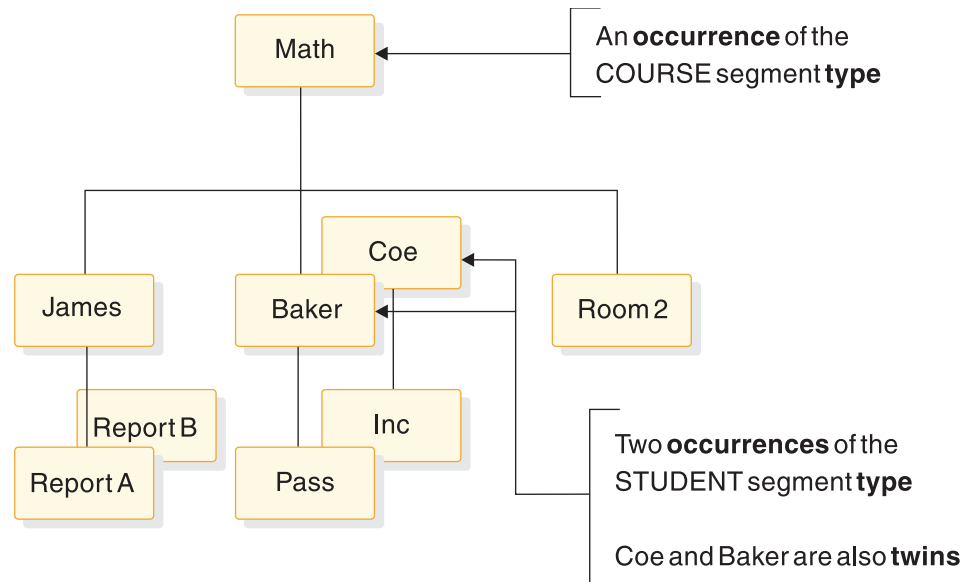 Math
An occurrence of the
COURSE segment type
Coe
James
Baker
Room 2
Report B
Inc
Report A
Pass
Two occurrences of the
STUDENT segment type
Coe and Baker are also twins